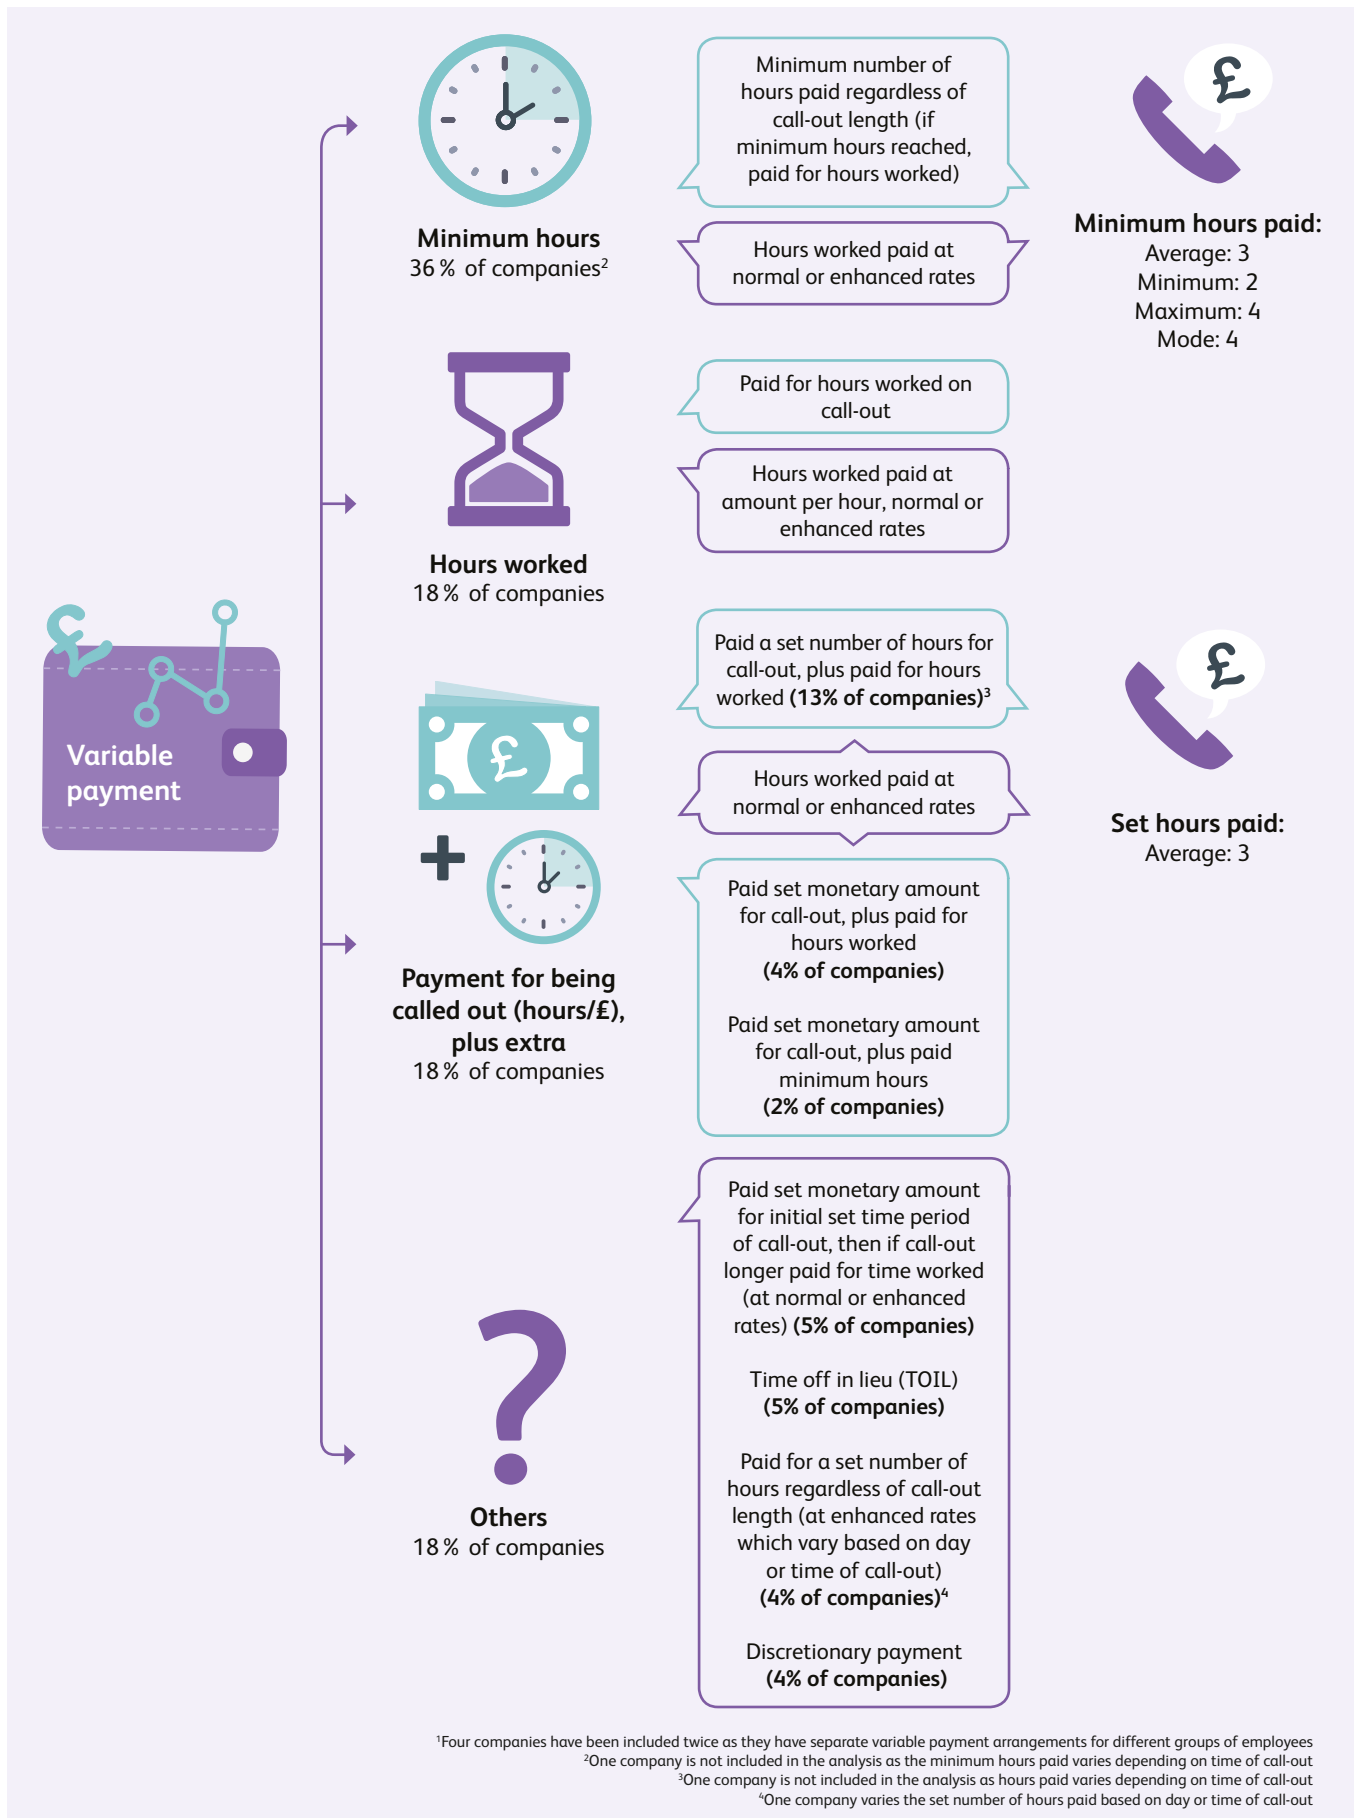 Variable
payment
Minimum hours
36 % of companies²
Minimum number of
hours paid regardless of
call-out length (if
minimum hours reached,
paid for hours worked)
Hours worked paid at
normal or enhanced rates
£
Minimum hours paid:
Average: 3
Minimum: 2
Maximum: 4
Mode: 4
Hours worked
18 % of companies
Paid for hours worked on
call-out
Hours worked paid at
amount per hour, normal or
enhanced rates
£
£
+
Payment for being
called out (hours/£),
plus extra
18 % of companies
Paid a set number of hours for
call-out, plus paid for hours
worked (13% of companies)³
Hours worked paid at
normal or enhanced rates
Paid set monetary amount
for call-out, plus paid for
hours worked
(4% of companies)
Paid set monetary amount
for call-out, plus paid
minimum hours
(2% of companies)
£
Set hours paid:
Average: 3
?
Others
18 % of companies
Paid set monetary amount
for initial set time period
of call-out, then if call-out
longer paid for time worked
(at normal or enhanced
rates) (5% of companies)
Time off in lieu (TOIL)
(5% of companies)
Paid for a set number of
hours regardless of call-out
length (at enhanced rates
which vary based on day
or time of call-out)
(4% of companies)⁴
Discretionary payment
(4% of companies)
¹Four companies have been included twice as they have separate variable payment arrangements for different groups of employees
²One company is not included in the analysis as the minimum hours paid varies depending on time of call-out
³One company is not included in the analysis as hours paid varies depending on time of call-out
⁴One company varies the set number of hours paid based on day or time of call-out